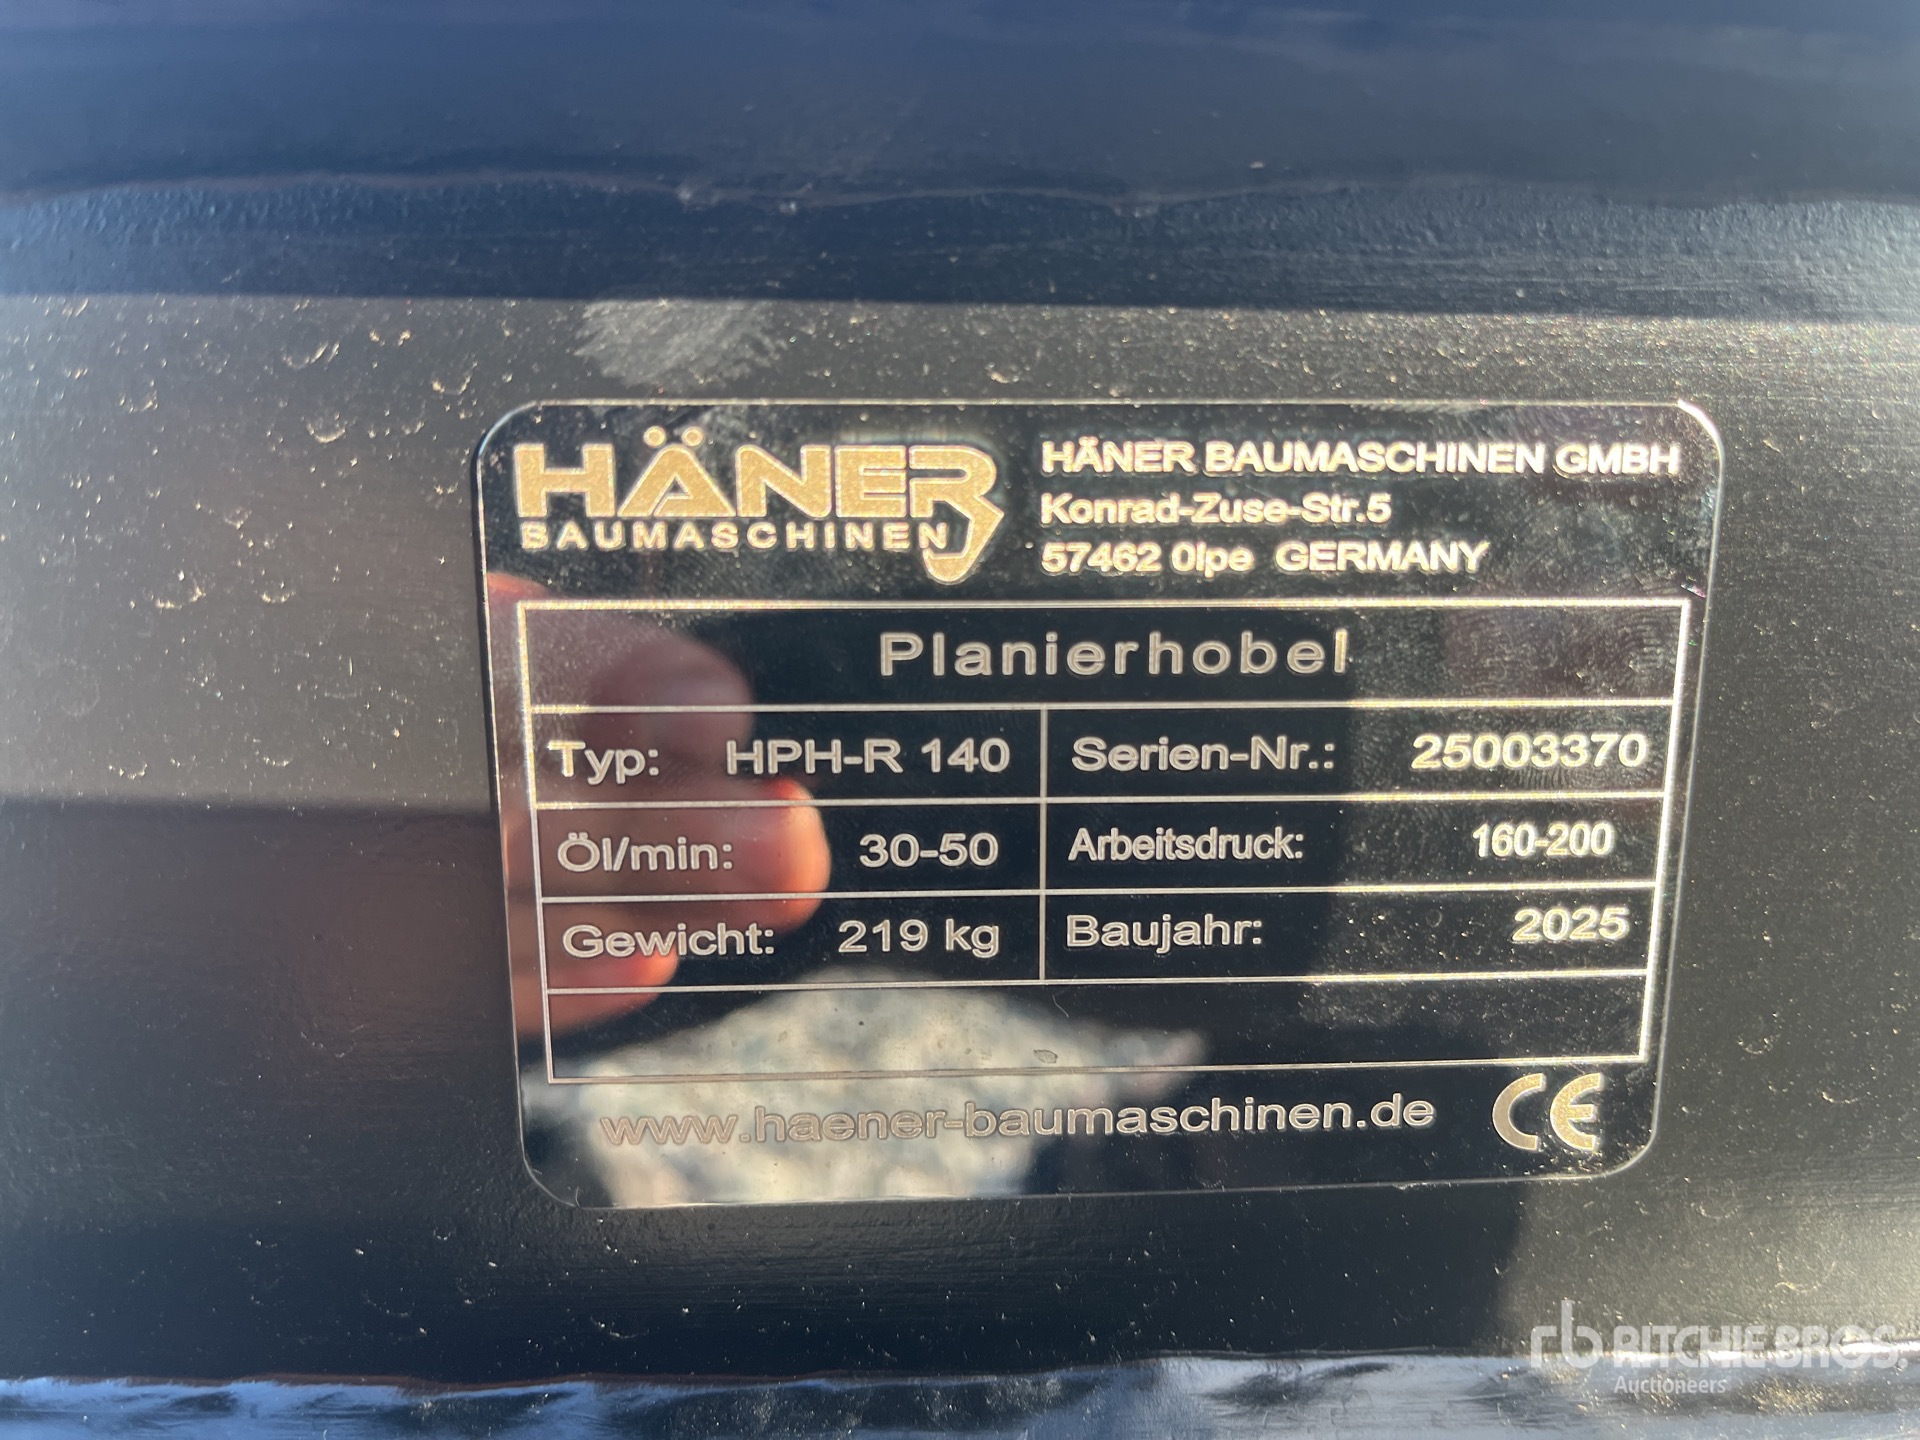 HÄNER
BAUMASCHINEN
HÄNER BAUMASCHINEN GMBH
Konrad-Zuse-Str.5
57462 Olpe GERMANY
Planierhobel
Typ: HPH-R 140 Serien-Nr.: 25003370
Öl/min: 30-50 Arbeitsdruck: 160-200
Gewicht: 219 kg Baujahr: 2025
www.haener-baumaschinen.de CE
rb RITCHIE BROS.
Auctioneers